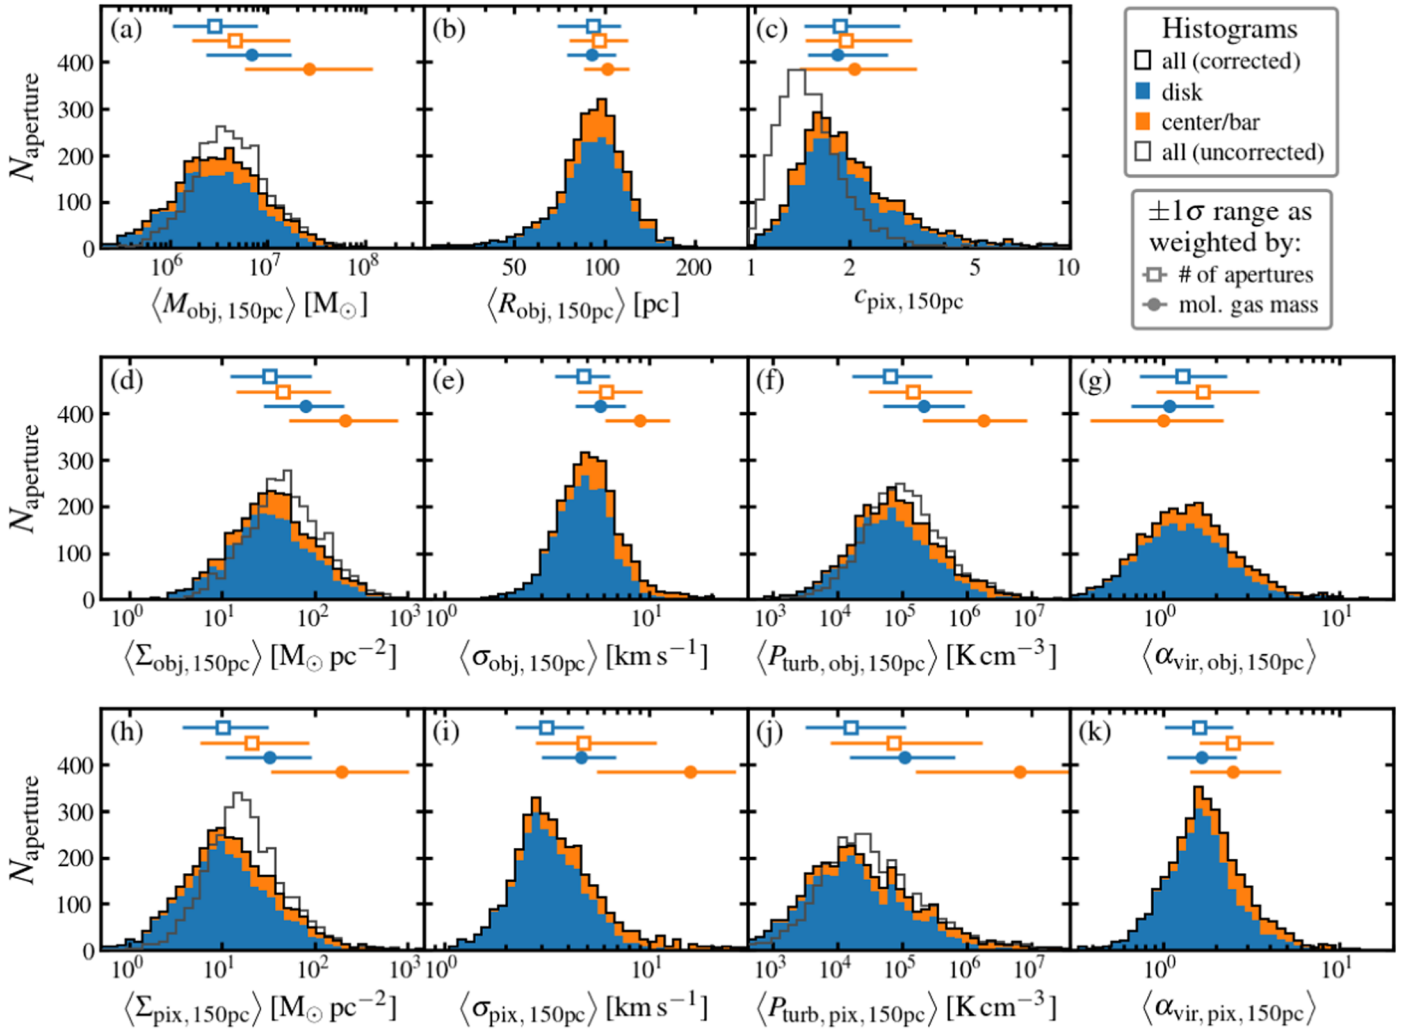 (a)
(b)
(c)
400
300
200
100
0
N_aperture
10^6 10^7 10^8
50 100 200
1 2 5 10
⟨M_obj, 150pc⟩ [M_⊙]
⟨R_obj, 150pc⟩ [pc]
c_pix, 150pc
Histograms
all (corrected)
disk
center/bar
all (uncorrected)
±1σ range as
weighted by:
# of apertures
mol. gas mass
(d)
(e)
(f)
(g)
400
300
200
100
0
N_aperture
10^0 10^1 10^2 10^3
10^0 10^1
10^3 10^4 10^5 10^6 10^7
10^0 10^1
⟨Σ_obj, 150pc⟩ [M_⊙ pc^−2]
⟨σ_obj, 150pc⟩ [km s^−1]
⟨P_turb, obj, 150pc⟩ [K cm^−3]
⟨α_vir, obj, 150pc⟩
(h)
(i)
(j)
(k)
400
300
200
100
0
N_aperture
10^0 10^1 10^2 10^3
10^0 10^1
10^3 10^4 10^5 10^6 10^7
10^0 10^1
⟨Σ_pix, 150pc⟩ [M_⊙ pc^−2]
⟨σ_pix, 150pc⟩ [km s^−1]
⟨P_turb, pix, 150pc⟩ [K cm^−3]
⟨α_vir, pix, 150pc⟩